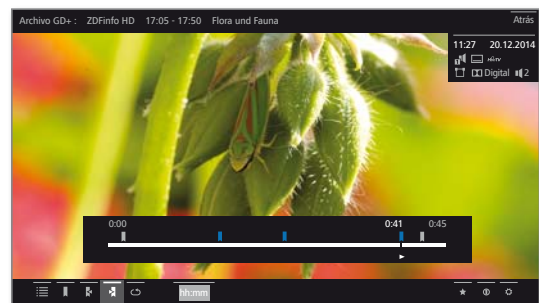 Archivo GD+ : ZDFinfo HD 17:05 - 17:50 Flora und Fauna Atrás
11:27 20.12.2014
HbbTV
Digital 2
0:00 0:41 0:45
hh:mm